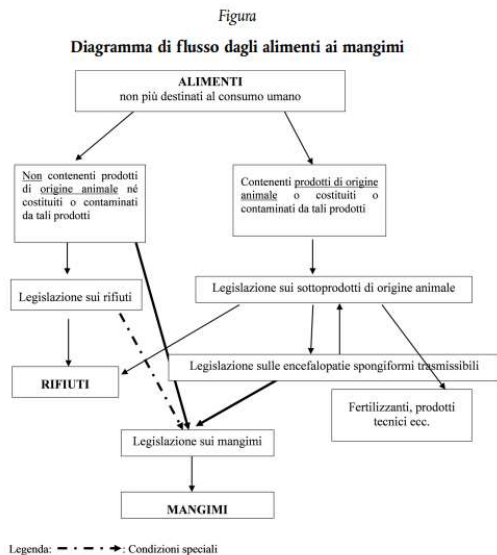 Figura
Diagramma di flusso dagli alimenti ai mangimi
ALIMENTI
non più destinati al consumo umano
Non contenenti prodotti
di origine animale né
costituiti o contaminati
da tali prodotti
Contenenti prodotti di origine
animale o costituiti o
contaminati da tali prodotti
Legislazione sui rifiuti
Legislazione sui sottoprodotti di origine animale
Legislazione sulle encefalopatie spongiformi trasmissibili
RIFIUTI
Fertilizzanti, prodotti
tecnici ecc.
Legislazione sui mangimi
MANGIMI
Legenda: : Condizioni speciali